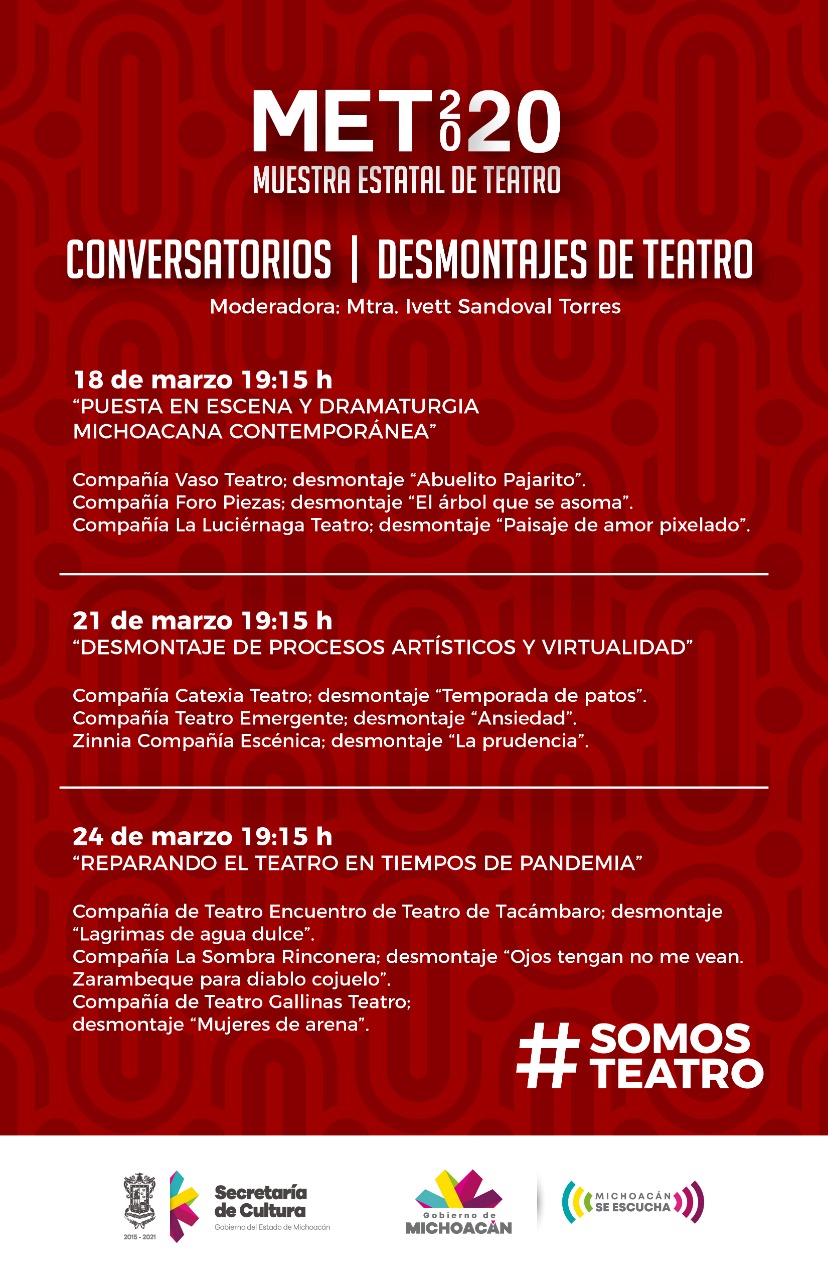 MET 2020
MUESTRA ESTATAL DE TEATRO
CONVERSATORIOS | DESMONTAJES DE TEATRO
Moderadora: Mtra. Ivett Sandoval Torres
18 de marzo 19:15 h
“PUESTA EN ESCENA Y DRAMATURGIA
MICHOACANA CONTEMPORÁNEA”
Compañía Vaso Teatro; desmontaje “Abuelito Pajarito”.
Compañía Foro Piezas; desmontaje “El árbol que se asoma”.
Compañía La Luciérnaga Teatro; desmontaje “Paisaje de amor pixelado”.
21 de marzo 19:15 h
“DESMONTAJE DE PROCESOS ARTÍSTICOS Y VIRTUALIDAD”
Compañía Catexia Teatro; desmontaje “Temporada de patos”.
Compañía Teatro Emergente; desmontaje “Ansiedad”.
Zinnia Compañía Escénica; desmontaje “La prudencia”.
24 de marzo 19:15 h
“REPARANDO EL TEATRO EN TIEMPOS DE PANDEMIA”
Compañía de Teatro Encuentro de Teatro de Tacámbaro; desmontaje
“Lagrimas de agua dulce”.
Compañía La Sombra Rinconera; desmontaje “Ojos tengan no me vean.
Zarambeque para diablo cojuelo”.
Compañía de Teatro Gallinas Teatro;
desmontaje “Mujeres de arena”.
# SOMOS
TEATRO
2015 - 2021
Secretaría
de Cultura
Gobierno del Estado de Michoacán
Gobierno de
MICHOACÁN
MICHOACÁN
SE ESCUCHA